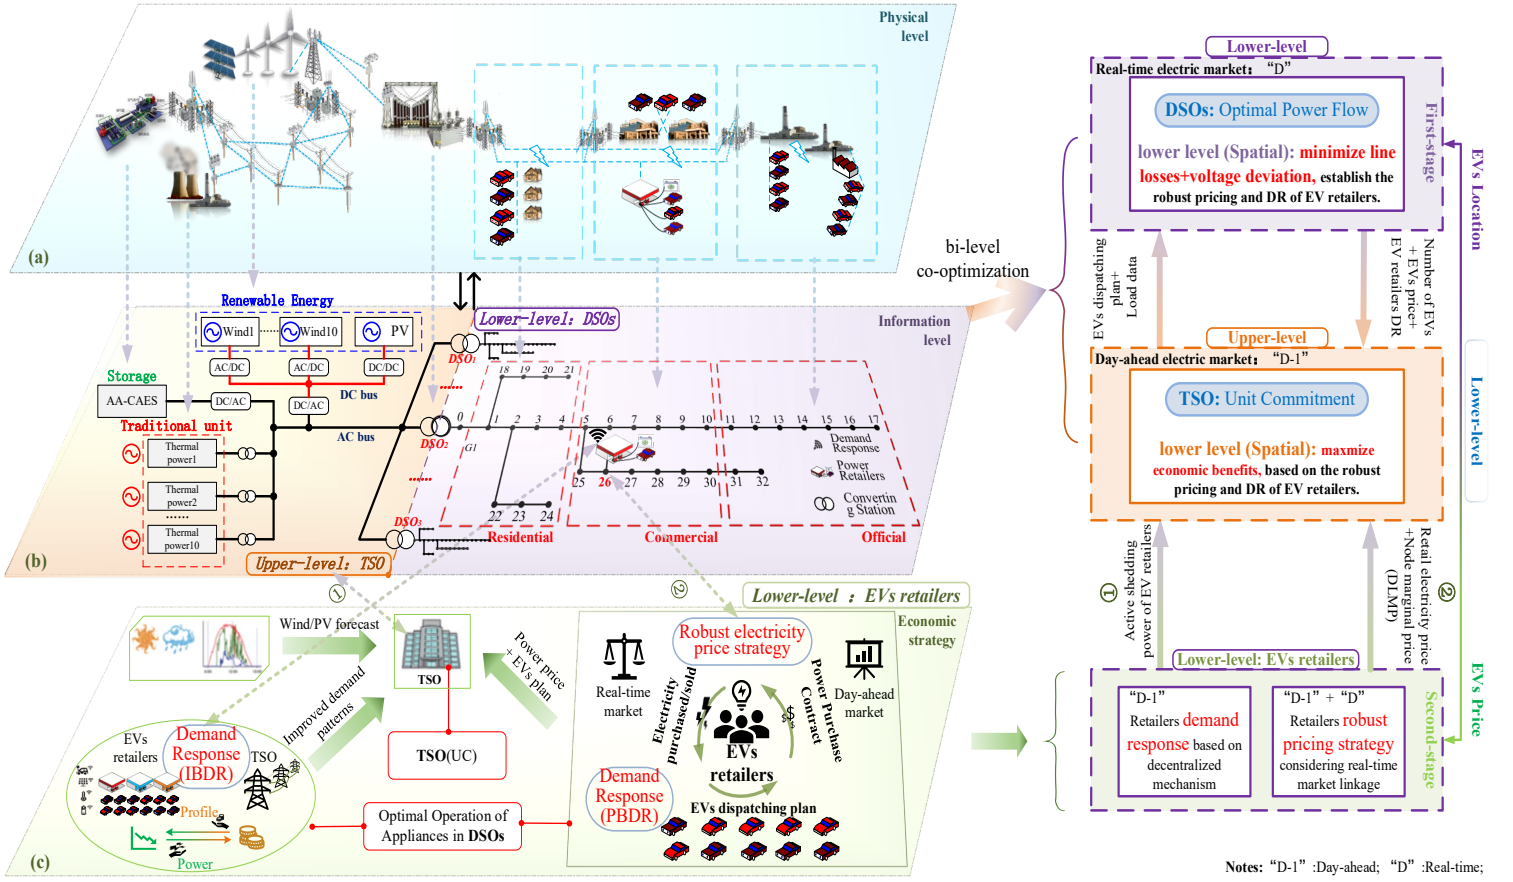 Physical
level
(a)
Renewable Energy
Wind1
Wind10
PV
AC/DC
AC/DC
DC/DC
DC bus
Storage
AA-CAES
DC/AC
DC/AC
AC bus
Traditional unit
Thermal
power1
Thermal
power2
Thermal
power10
(b)
Upper-level: TSO
Lower-level: DSOs
Information
level
DSO1
DSO2
DSO3
G1
0
1 2 3 4 5 6 7 8 9 10 11 12 13 14 15 16 17
18 19 20 21
22 23 24
25 26 27 28 29 30 31 32
Demand
Response
Power
Retailers
Convertin
g Station
Residential
Commercial
Official
①
②
Lower-level : EVs retailers
Economic
strategy
Wind/PV forecast
TSO
Power price
+ EVs plan
Improved demand
patterns
EVs
retailers
Demand
Response
(IBDR)
TSO
Profile
Power
(c)
TSO(UC)
Optimal Operation of
Appliances in DSOs
Robust electricity
price strategy
Real-time
market
Day-ahead
market
Electricity
purchased/sold
Power Purchase
Contract
EVs
retailers
Demand
Response
(PBDR)
EVs dispatching plan
bi-level
co-optimization
Lower-level
Real-time electric market: “D”
DSOs: Optimal Power Flow
lower level (Spatial): minimize line
losses+voltage deviation, establish the
robust pricing and DR of EV retailers.
First-stage
EVs Location
EVs dispatching
plan+
Load data
Number of EVs
+ EVs price+
EV retailers DR
Upper-level
Day-ahead electric market: “D-1”
TSO: Unit Commitment
lower level (Spatial): maxmize
economic benefits, based on the robust
pricing and DR of EV retailers.
Lower-level
①
Active shedding
power of EV retailers
Retail electricity price
+Node marginal price
(DLMP)
②
EVs Price
Lower-level: EVs retailers
“D-1”
Retailers demand
response based on
decentralized
mechanism
“D-1” + “D”
Retailers robust
pricing strategy
considering real-time
market linkage
Second-stage
Notes: “D-1” :Day-ahead; “D” :Real-time;